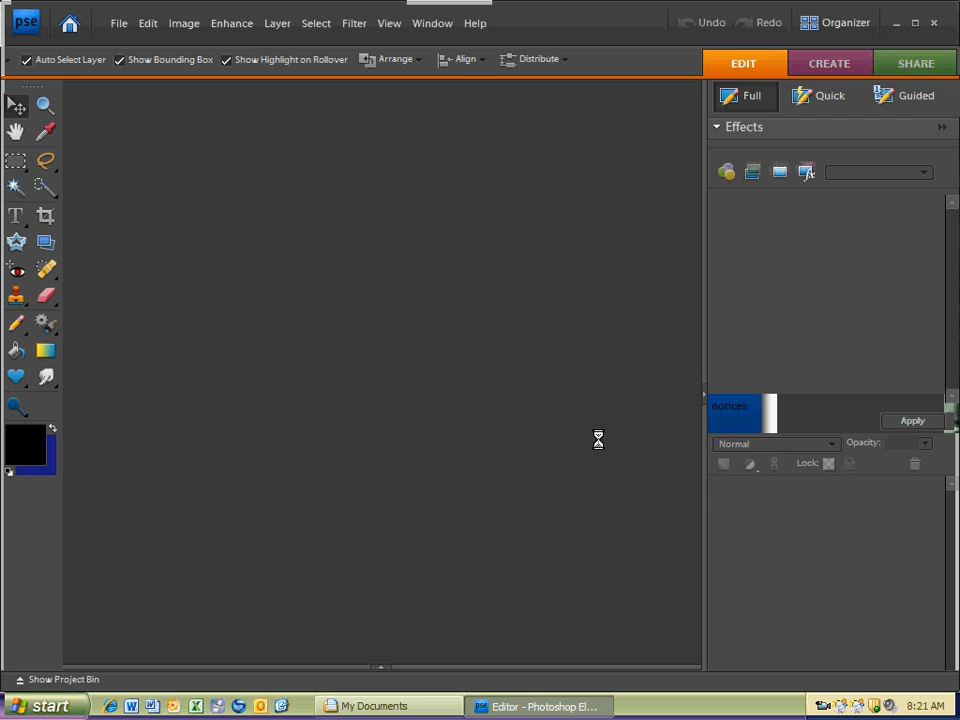 pse File Edit Image Enhance Layer Select Filter View Window Help Undo Redo Organizer
Auto Select Layer Show Bounding Box Show Highlight on Rollover Arrange Align Distribute EDIT CREATE SHARE
Full Quick Guided
Effects
fx
T
notices
Apply
Normal Opacity:
Lock:
Show Project Bin
start My Documents pse Editor - Photoshop El... 8:21 AM